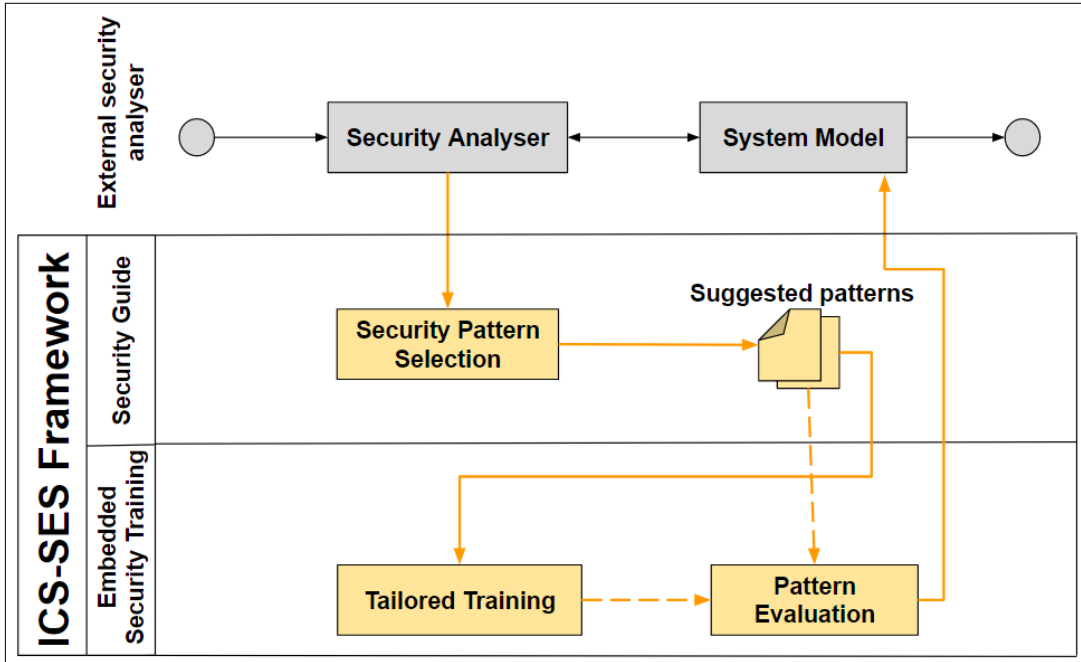 External security
analyser
Security Analyser
System Model
ICS-SES Framework
Security Guide
Security Pattern
Selection
Suggested patterns
Embedded
Security Training
Tailored Training
Pattern
Evaluation